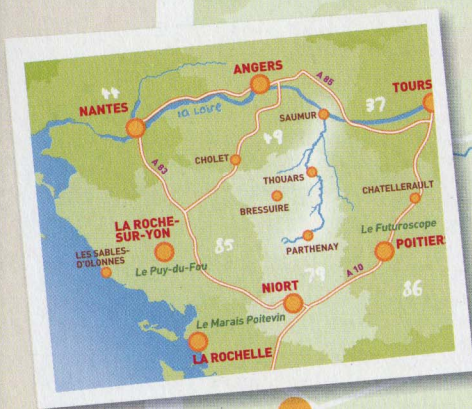 44
ANGERS
A 85
TOURS
NANTES
la Loire
37
SAUMUR
49
A 83
CHOLET
THOUARS
CHATELLERAULT
BRESSUIRE
LA ROCHE-
SUR-YON
Le Futuroscope
LES SABLES-
D'OLONNES
85
PARTHENAY
POITIERS
Le Puy-du-Fou
79
A 10
NIORT
86
Le Marais Poitevin
LA ROCHELLE